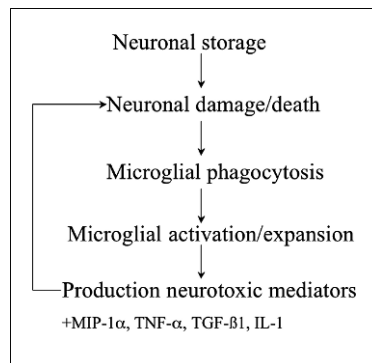 Neuronal storage
Neuronal damage/death
Microglial phagocytosis
Microglial activation/expansion
Production neurotoxic mediators
+MIP-1α, TNF-α, TGF-ß1, IL-1